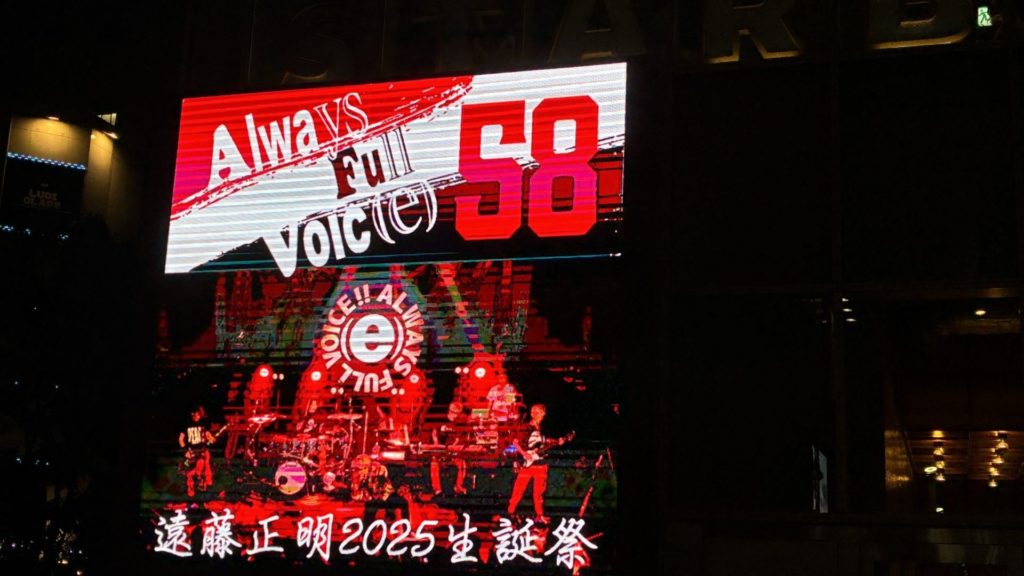 Always
Full
Voic(e)
58
VOICE!! ALWAYS FULL
e
遠藤正明2025生誕祭